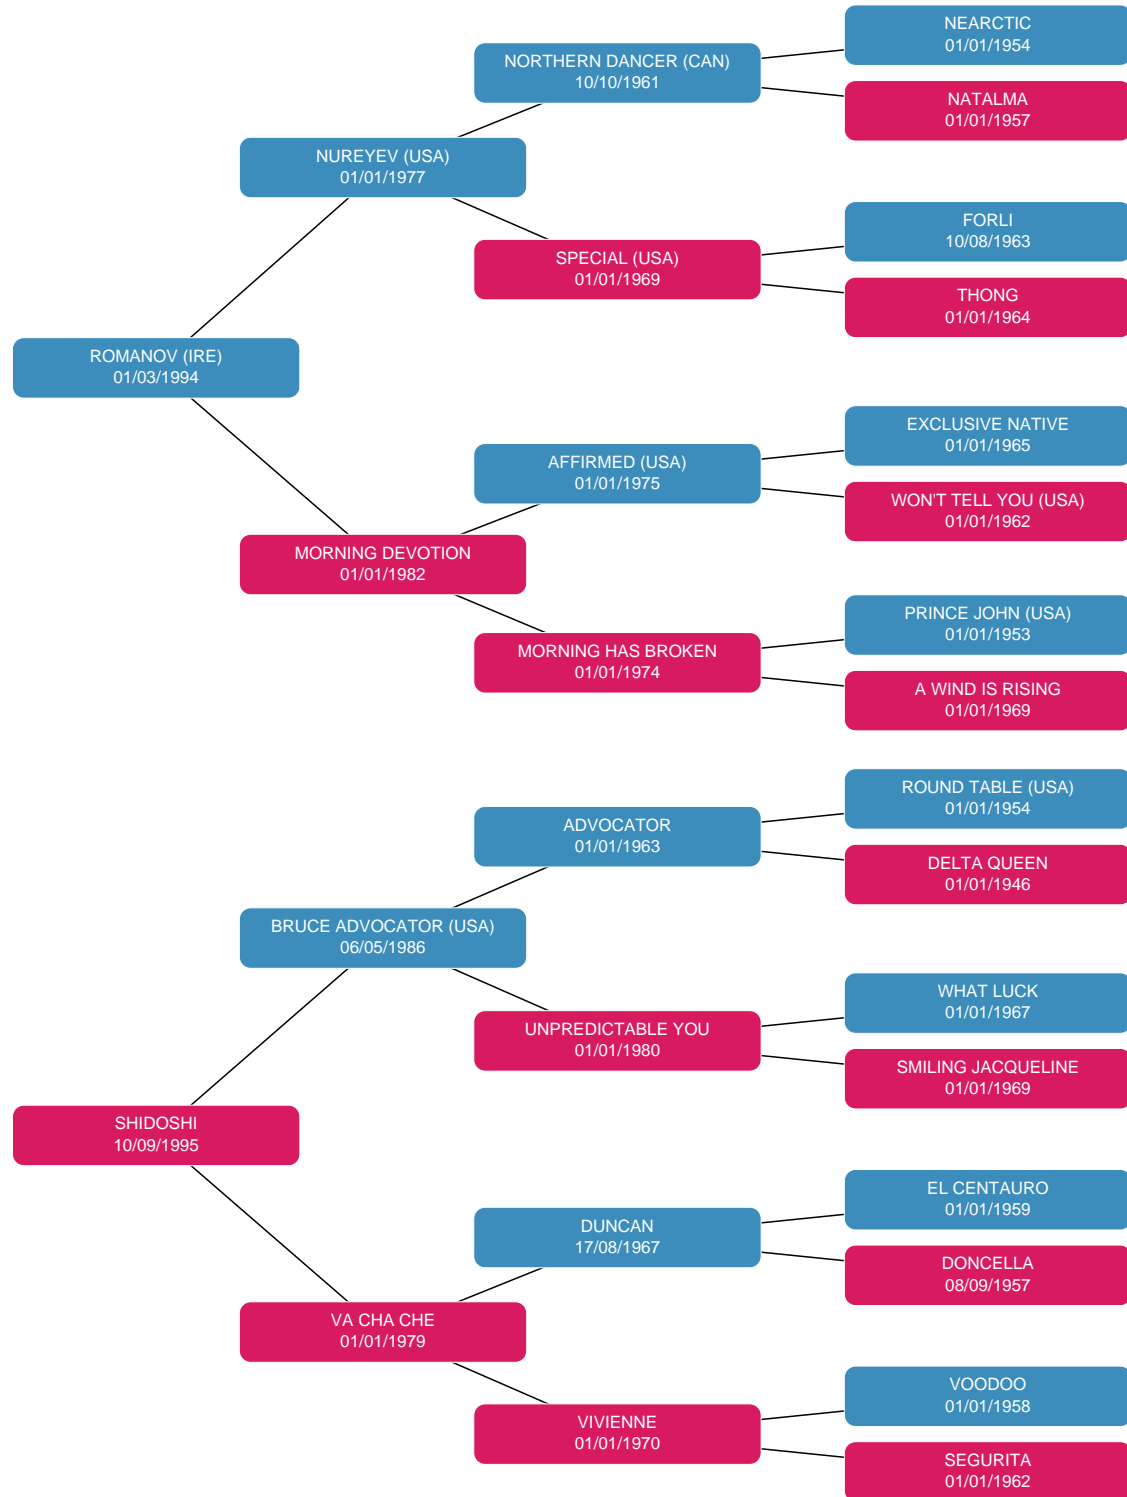 NEARCTIC
01/01/1954
NORTHERN DANCER (CAN)
10/10/1961
NATALMA
01/01/1957
NUREYEV (USA)
01/01/1977
FORLI
10/08/1963
SPECIAL (USA)
01/01/1969
THONG
01/01/1964
ROMANOV (IRE)
01/03/1994
EXCLUSIVE NATIVE
01/01/1965
AFFIRMED (USA)
01/01/1975
WON'T TELL YOU (USA)
01/01/1962
MORNING DEVOTION
01/01/1982
PRINCE JOHN (USA)
01/01/1953
MORNING HAS BROKEN
01/01/1974
A WIND IS RISING
01/01/1969
ROUND TABLE (USA)
01/01/1954
ADVOCATOR
01/01/1963
DELTA QUEEN
01/01/1946
BRUCE ADVOCATOR (USA)
06/05/1986
WHAT LUCK
01/01/1967
UNPREDICTABLE YOU
01/01/1980
SMILING JACQUELINE
01/01/1969
SHIDOSHI
10/09/1995
EL CENTAURO
01/01/1959
DUNCAN
17/08/1967
DONCELLA
08/09/1957
VA CHA CHE
01/01/1979
VOODOO
01/01/1958
VIVIENNE
01/01/1970
SEGURITA
01/01/1962